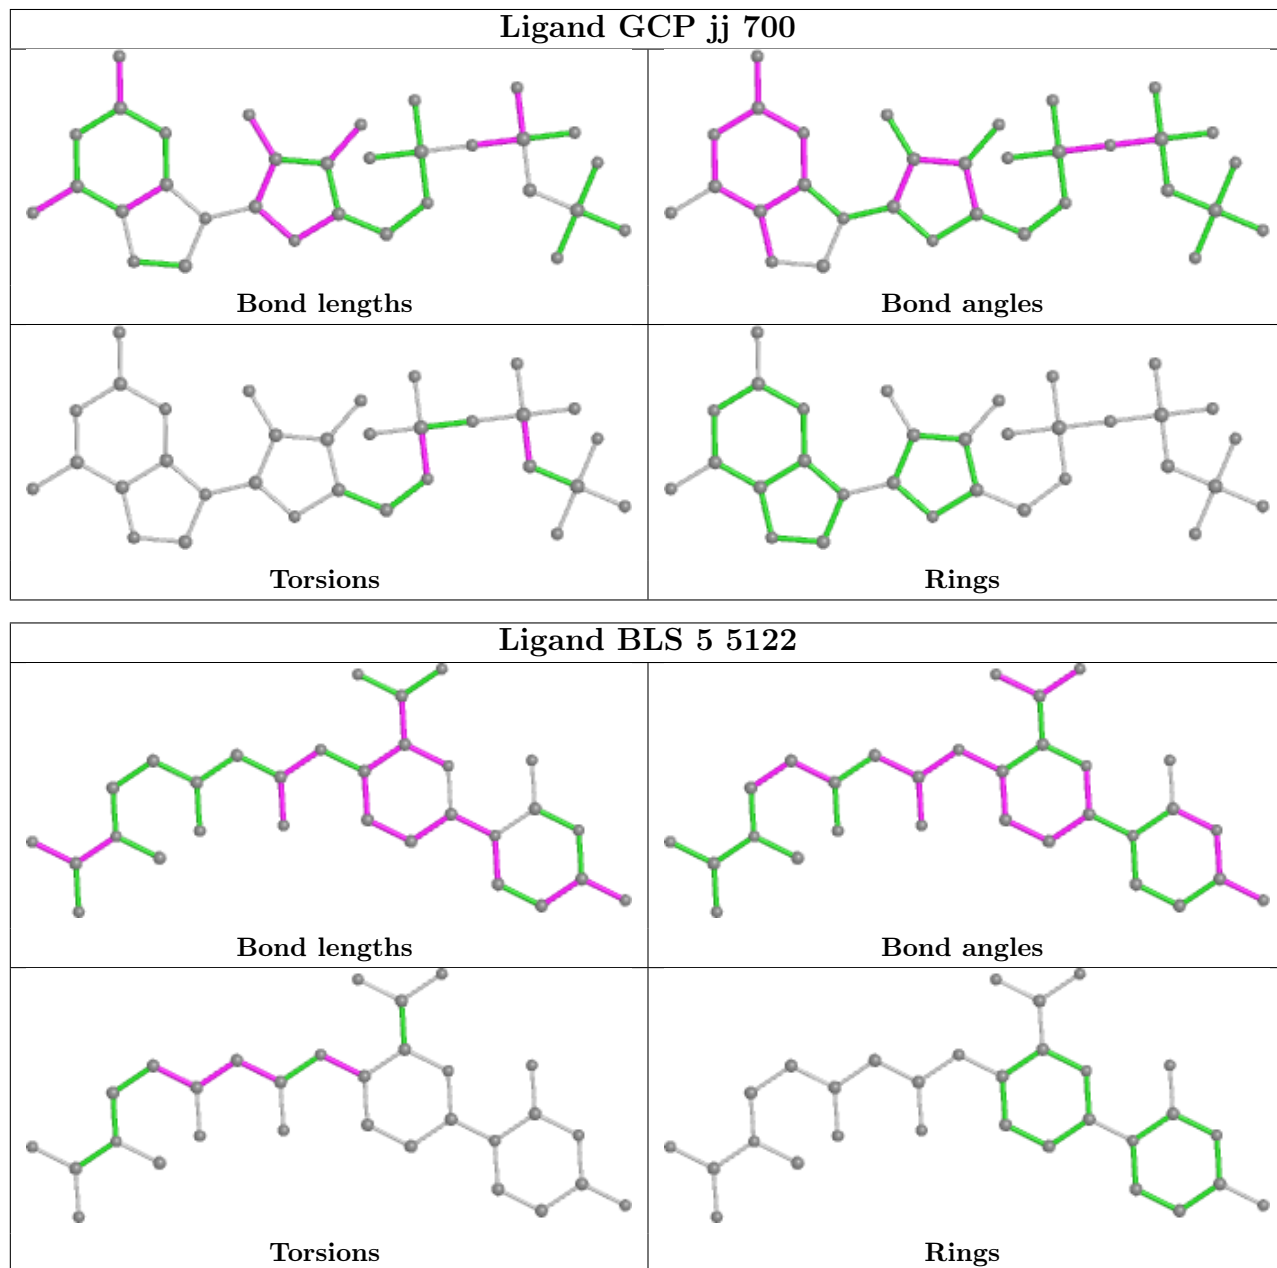 Ligand GCP jj 700
Bond lengths
Bond angles
Torsions
Rings
Ligand BLS 5 5122
Bond lengths
Bond angles
Torsions
Rings